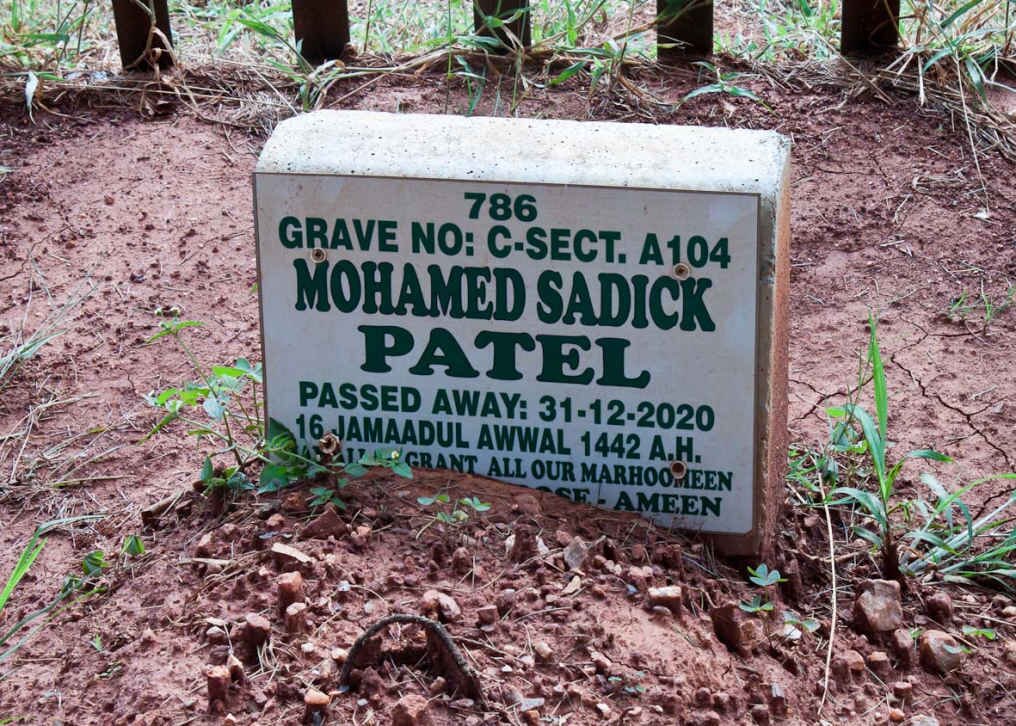 786
GRAVE NO: C-SECT. A104
MOHAMED SADICK
PATEL
PASSED AWAY: 31-12-2020
16 JAMAADUL AWWAL 1442 A.H.
GRANT ALL OUR MARHOOMEEN
- AMEEN